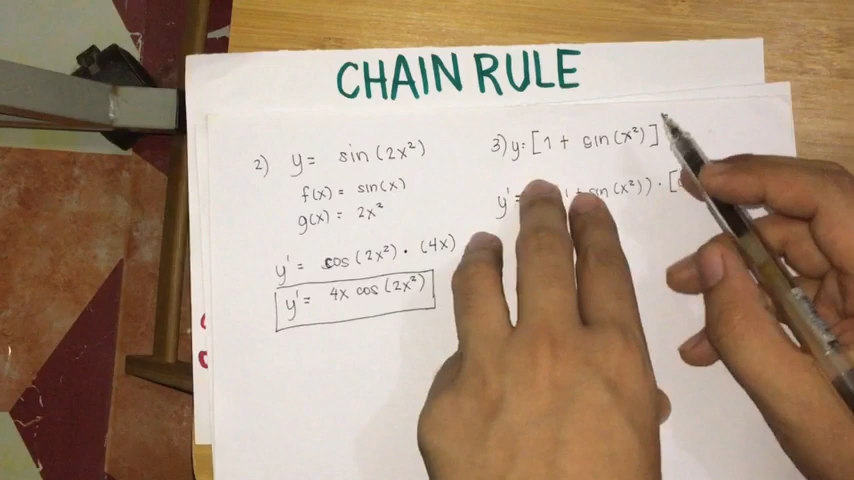 CHAIN RULE
2) y = sin (2x²)
f(x) = sin(x)
g(x) = 2x²
y' = cos (2x²) · (4x)
y' = 4x cos (2x²)
3) y = [1 + sin (x²)]
y' = sin (x²)) · [